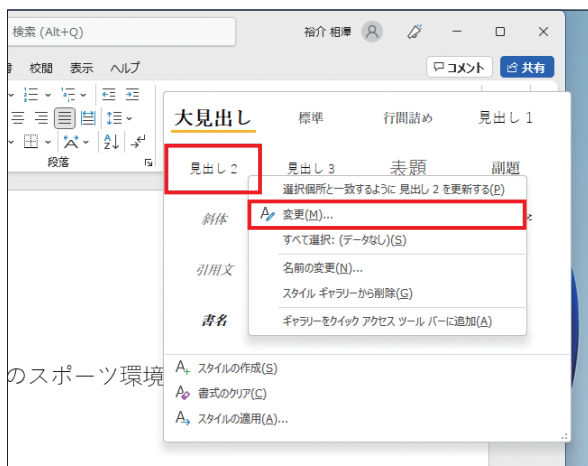 検索 (Alt+Q)
裕介 相澤
校閲 表示 ヘルプ
コメント
共有
段落
大見出し 標準 行間詰め 見出し 1
見出し 2 見出し 3 表題 副題
選択個所と一致するように 見出し 2 を更新する(P)
斜体
変更(M)...
すべて選択: (データなし)(S)
引用文
名前の変更(N)...
スタイル ギャラリーから削除(G)
書名
ギャラリーをクイック アクセス ツール バーに追加(A)
のスポーツ環境
スタイルの作成(S)
書式のクリア(C)
スタイルの適用(A)...